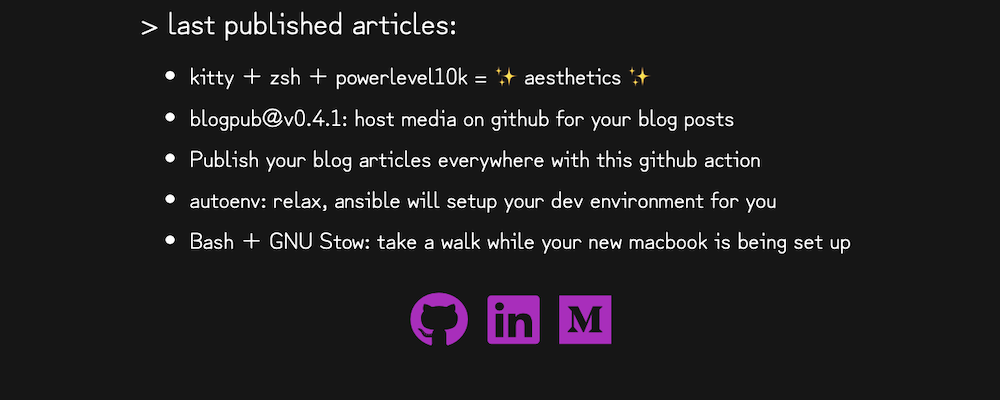 > last published articles:
• kitty + zsh + powerlevel10k = ✨ aesthetics ✨
• blogpub@v0.4.1: host media on github for your blog posts
• Publish your blog articles everywhere with this github action
• autoenv: relax, ansible will setup your dev environment for you
• Bash + GNU Stow: take a walk while your new macbook is being set up
in M